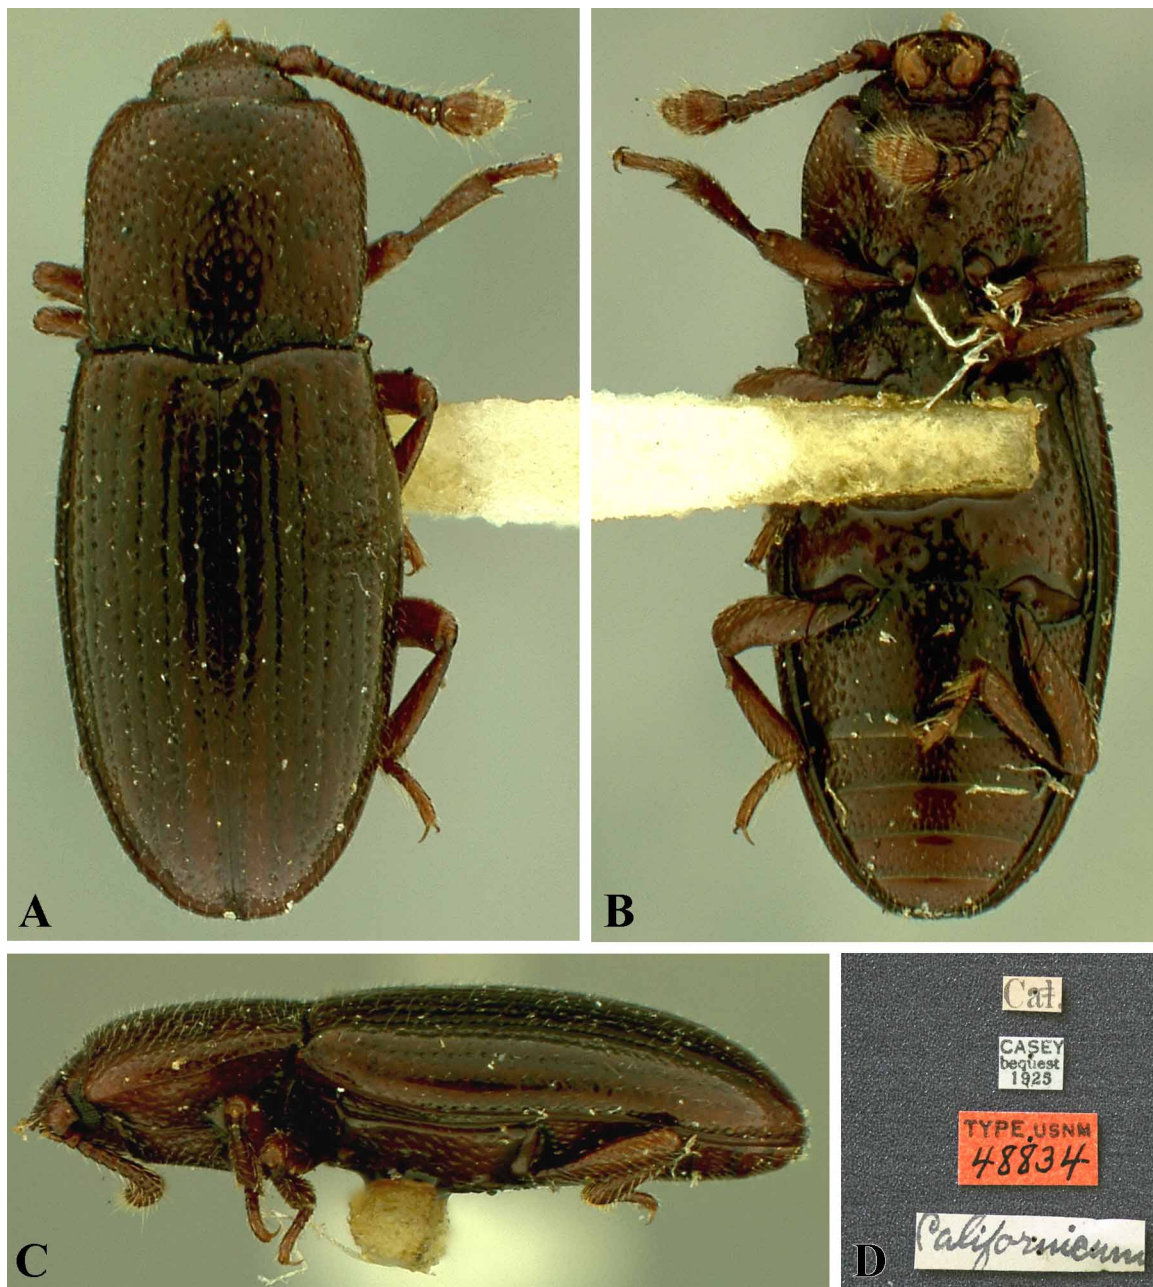 A
B
C
Cal.
CASEY
bequest
1925
TYPE USNM
48834
Californicum
D